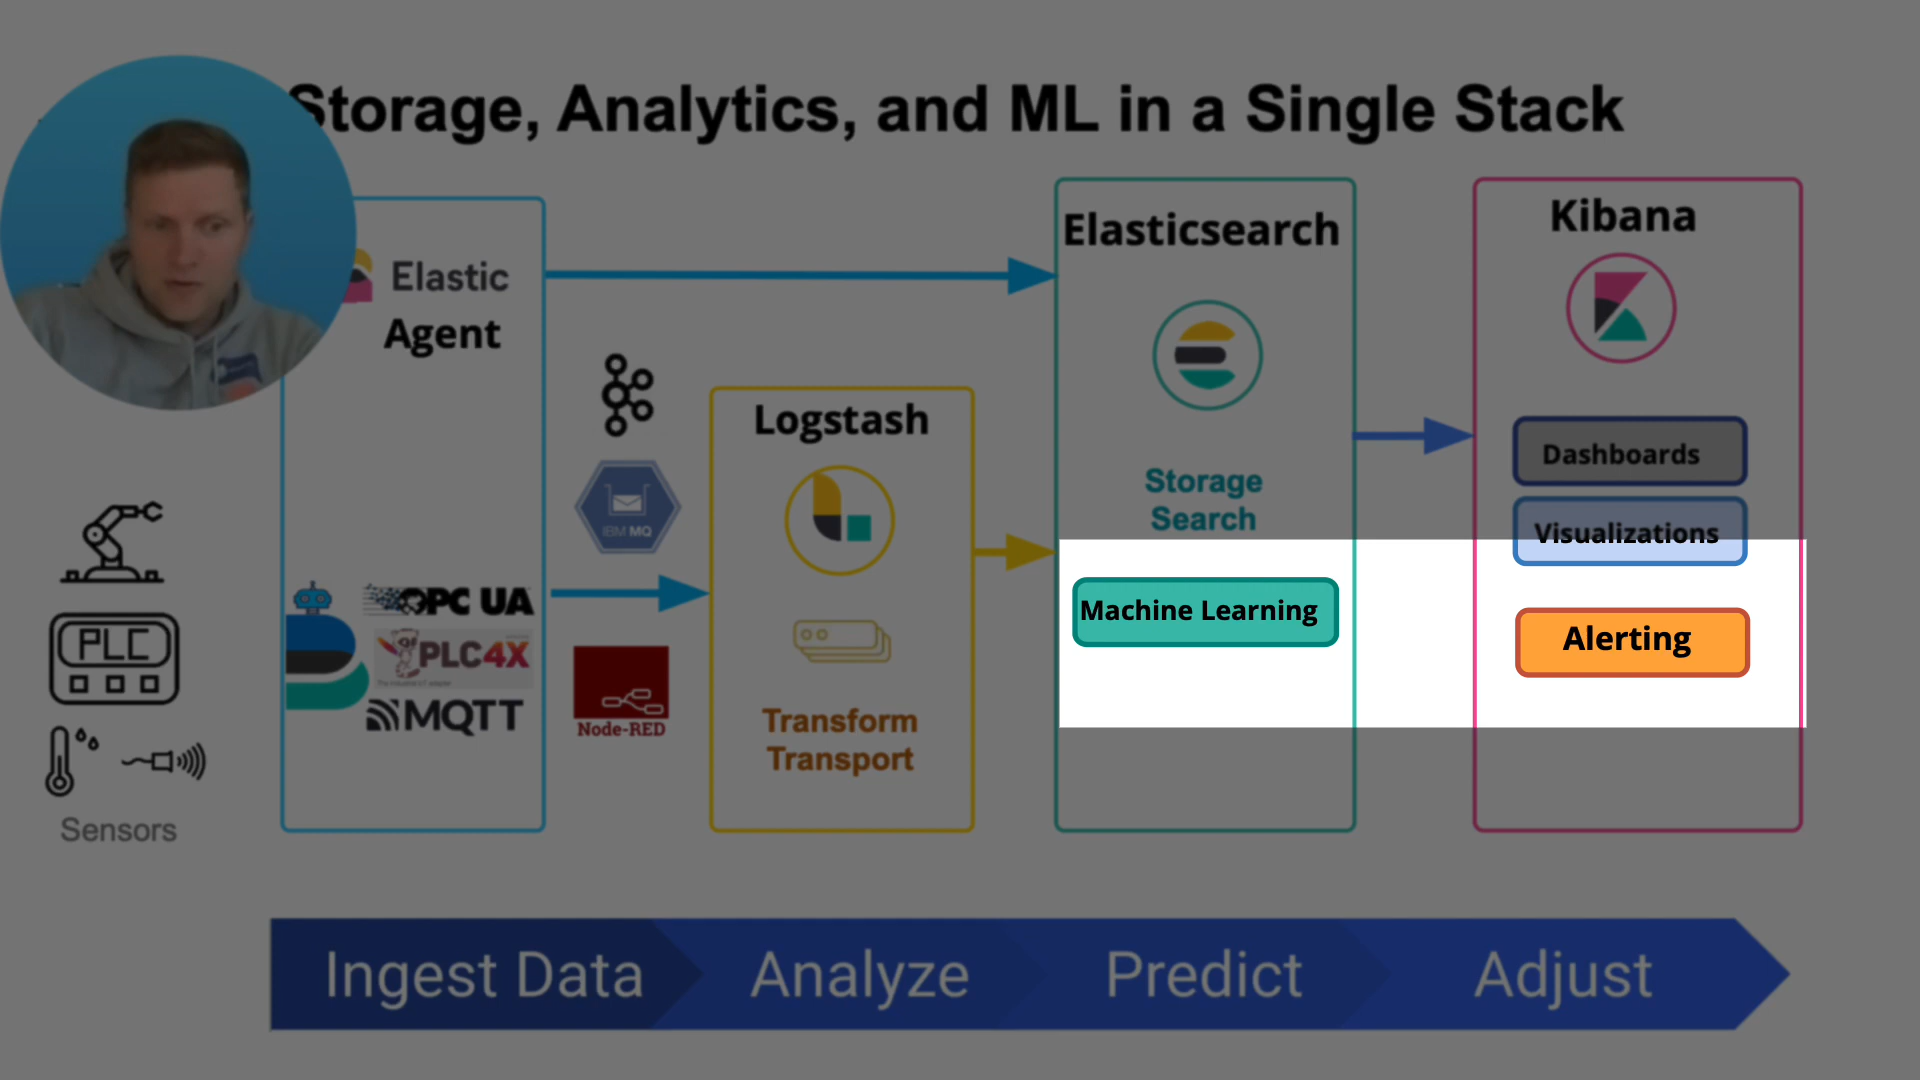 Storage, Analytics, and ML in a Single Stack
Elastic
Agent
OPC UA
PLC4X
MQTT
PLC
Sensors
IBM MQ
Node-RED
Logstash
Transform
Transport
Elasticsearch
Storage
Search
Machine Learning
Kibana
Dashboards
Visualizations
Alerting
Ingest Data
Analyze
Predict
Adjust